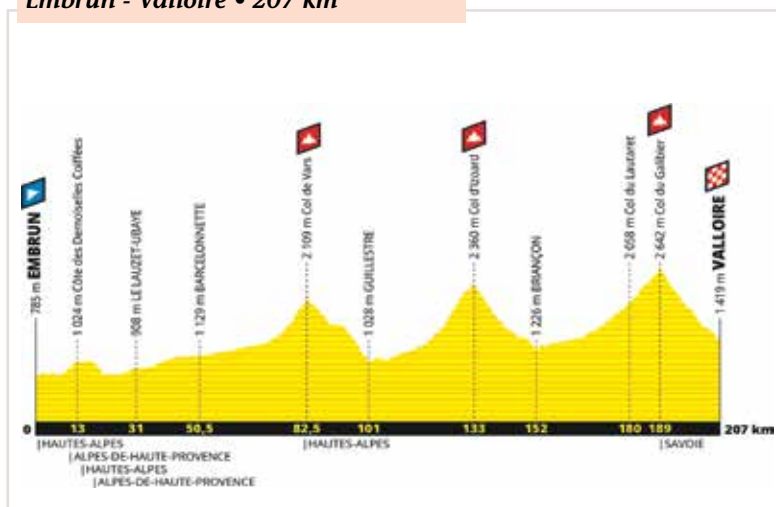 Embrun - Valloire • 207 km
785 m EMBRUN
1 024 m Côte des Demoiselles Coiffées
908 m LE LAUZET-UBAYE
1 129 m BARCELONNETTE
2 109 m Col de Vars
1 028 m GUILLESTRE
2 360 m Col d'Izoard
1 226 m BRIANÇON
2 058 m Col du Lautaret
2 642 m Col du Galibier
1 419 m VALLOIRE
0 13 31 50,5 82,5 101 133 152 180 189 207 km
|HAUTES-ALPES |HAUTES-ALPES |SAVOIE
|ALPES-DE-HAUTE-PROVENCE
|HAUTES-ALPES
|ALPES-DE-HAUTE-PROVENCE